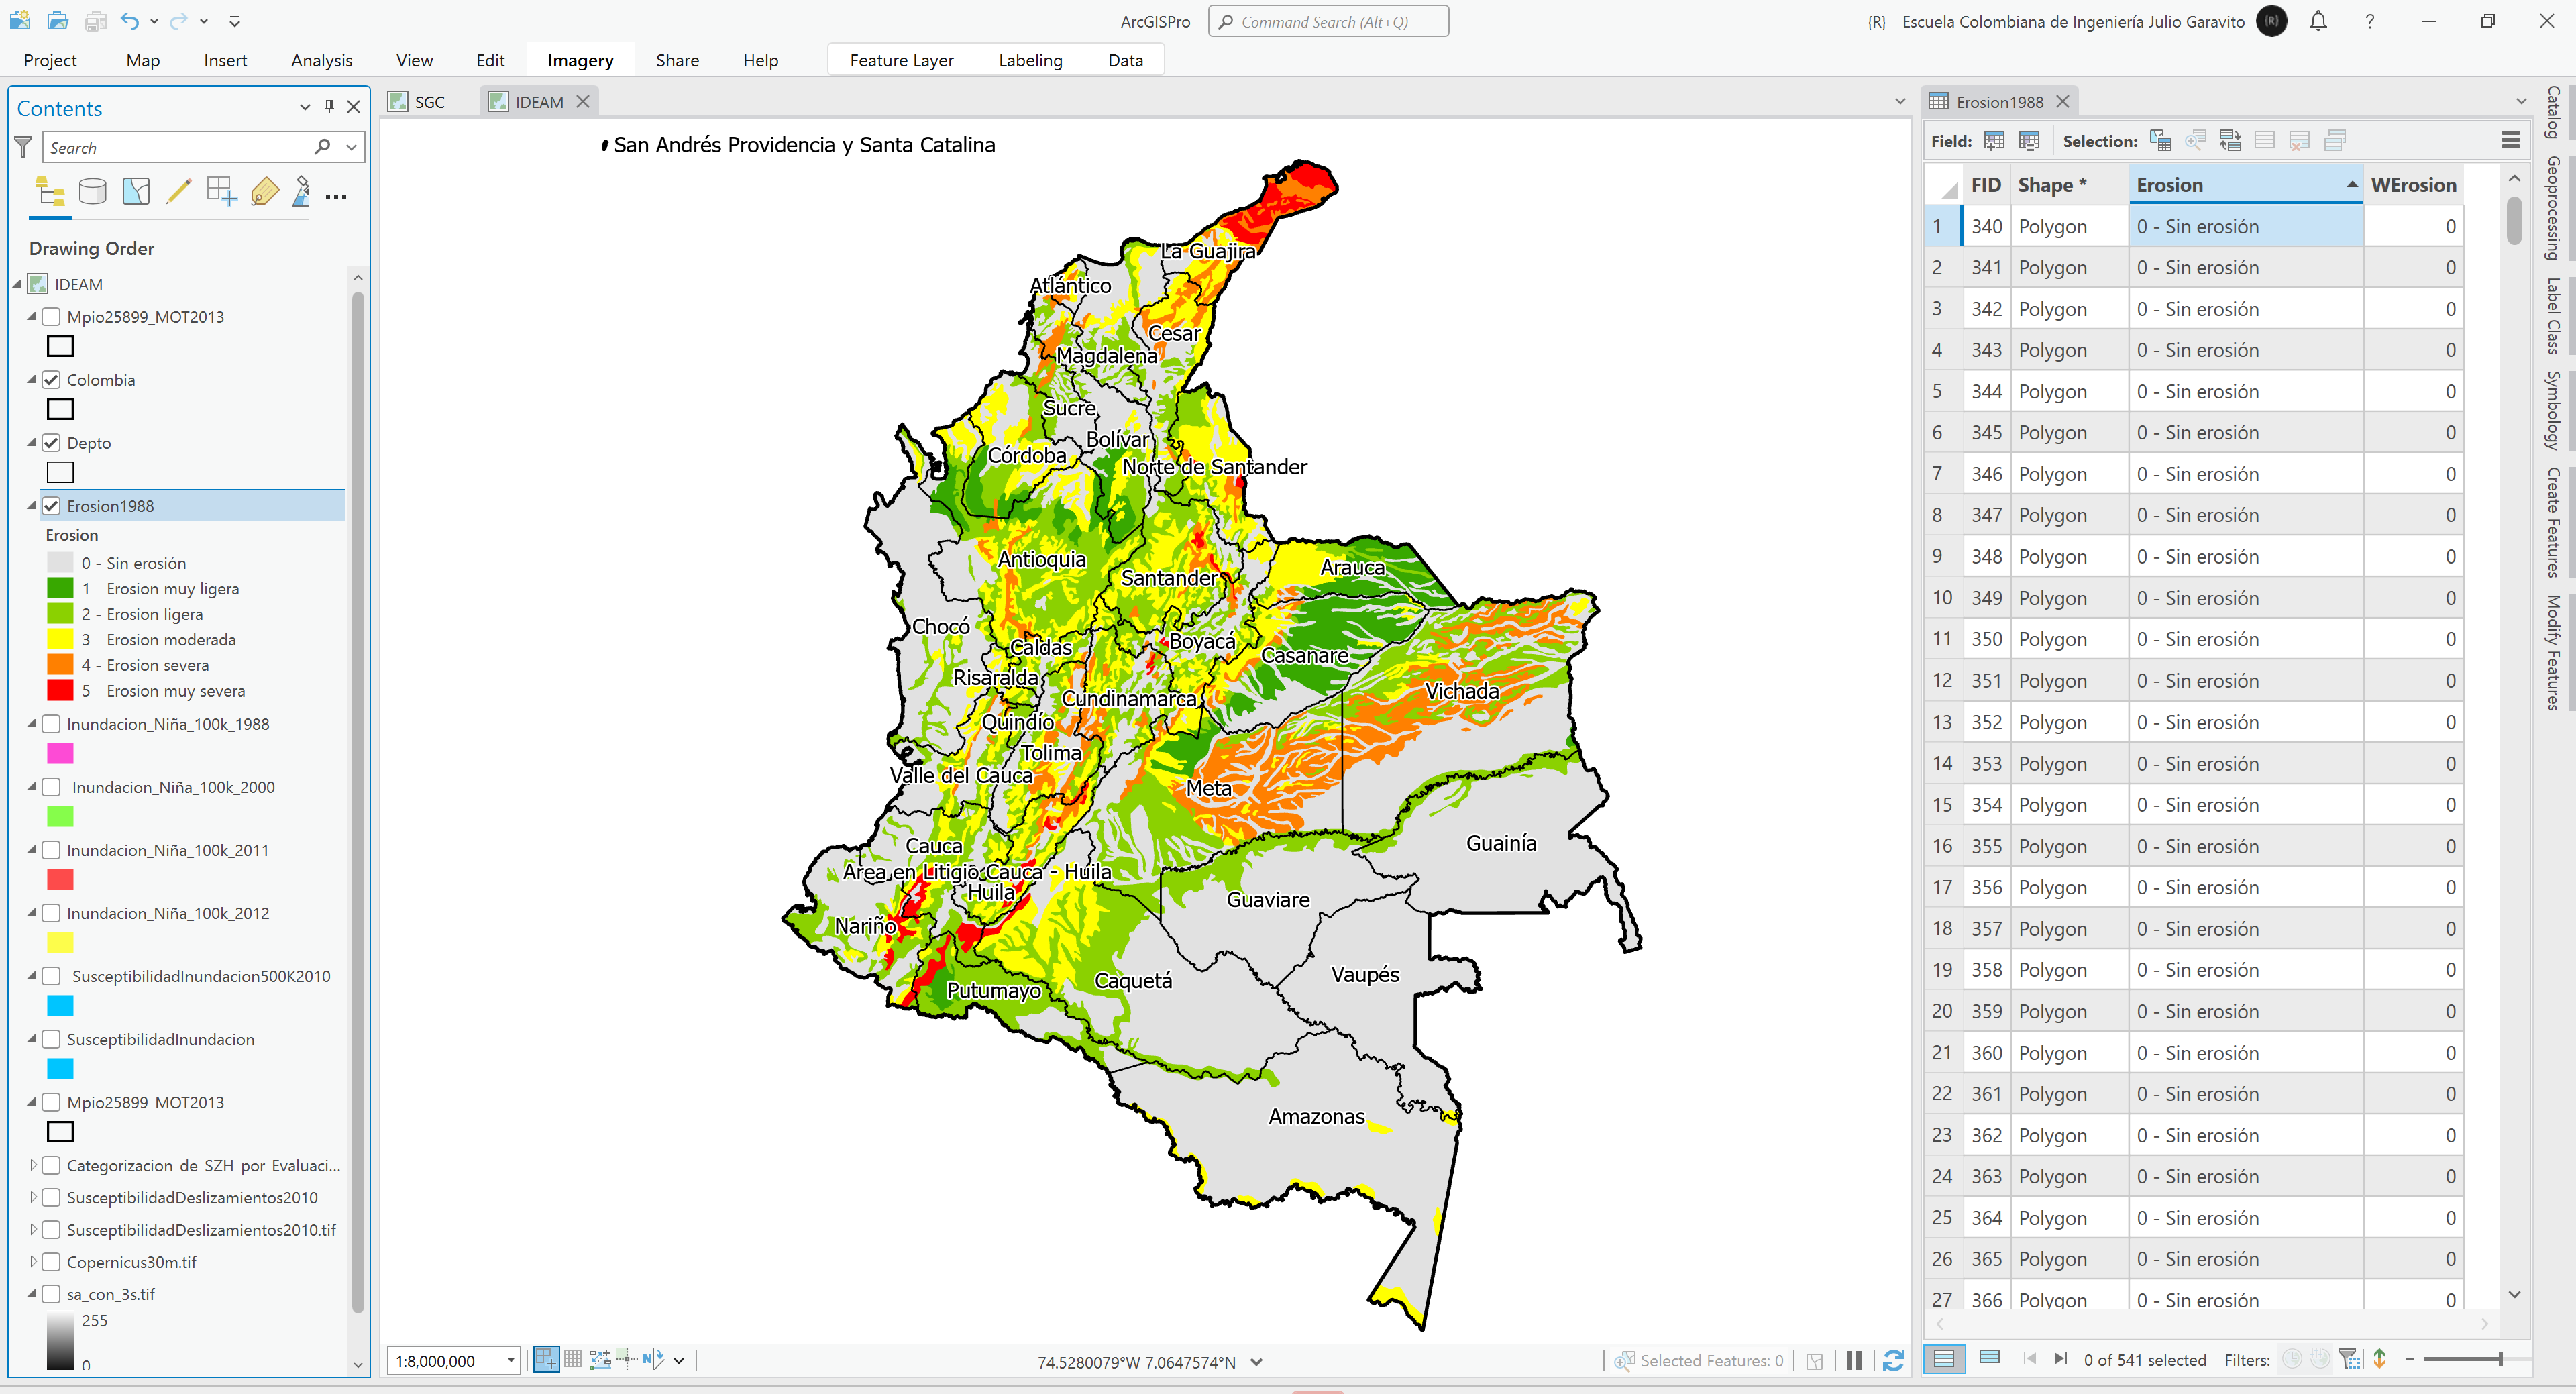 ArcGISPro
Command Search (Alt+Q)
{R} - Escuela Colombiana de Ingeniería Julio Garavito
{R}
?
Project
Map
Insert
Analysis
View
Edit
Imagery
Share
Help
Feature Layer
Labeling
Data
Contents
Search
Drawing Order
IDEAM
Mpio25899_MOT2013
Colombia
Depto
Erosion1988
Erosion
0 - Sin erosión
1 - Erosion muy ligera
2 - Erosion ligera
3 - Erosion moderada
4 - Erosion severa
5 - Erosion muy severa
Inundacion_Niña_100k_1988
Inundacion_Niña_100k_2000
Inundacion_Niña_100k_2011
Inundacion_Niña_100k_2012
SusceptibilidadInundacion500K2010
SusceptibilidadInundacion
Mpio25899_MOT2013
Categorizacion_de_SZH_por_Evaluaci...
SusceptibilidadDeslizamientos2010
SusceptibilidadDeslizamientos2010.tif
Copernicus30m.tif
sa_con_3s.tif
255
0
SGC
IDEAM
San Andrés Providencia y Santa Catalina
La Guajira
Atlántico
Cesar
Magdalena
Sucre
Bolívar
Córdoba
Norte de Santander
Antioquia
Arauca
Santander
Chocó
Boyacá
Caldas
Casanare
Risaralda
Vichada
Cundinamarca
Quindío
Tolima
Valle del Cauca
Meta
Guainía
Cauca
Area en Litigio Cauca - Huila
Huila
Guaviare
Nariño
Vaupés
Caquetá
Putumayo
Amazonas
1:8,000,000
74.5280079°W 7.0647574°N
Selected Features: 0
Erosion1988
Field:
Selection:
FID Shape * Erosion WErosion
1 340 Polygon 0 - Sin erosión 0
2 341 Polygon 0 - Sin erosión 0
3 342 Polygon 0 - Sin erosión 0
4 343 Polygon 0 - Sin erosión 0
5 344 Polygon 0 - Sin erosión 0
6 345 Polygon 0 - Sin erosión 0
7 346 Polygon 0 - Sin erosión 0
8 347 Polygon 0 - Sin erosión 0
9 348 Polygon 0 - Sin erosión 0
10 349 Polygon 0 - Sin erosión 0
11 350 Polygon 0 - Sin erosión 0
12 351 Polygon 0 - Sin erosión 0
13 352 Polygon 0 - Sin erosión 0
14 353 Polygon 0 - Sin erosión 0
15 354 Polygon 0 - Sin erosión 0
16 355 Polygon 0 - Sin erosión 0
17 356 Polygon 0 - Sin erosión 0
18 357 Polygon 0 - Sin erosión 0
19 358 Polygon 0 - Sin erosión 0
20 359 Polygon 0 - Sin erosión 0
21 360 Polygon 0 - Sin erosión 0
22 361 Polygon 0 - Sin erosión 0
23 362 Polygon 0 - Sin erosión 0
24 363 Polygon 0 - Sin erosión 0
25 364 Polygon 0 - Sin erosión 0
26 365 Polygon 0 - Sin erosión 0
27 366 Polygon 0 - Sin erosión 0
0 of 541 selected
Filters:
Catalog
Geoprocessing
Label Class
Symbology
Create Features
Modify Features